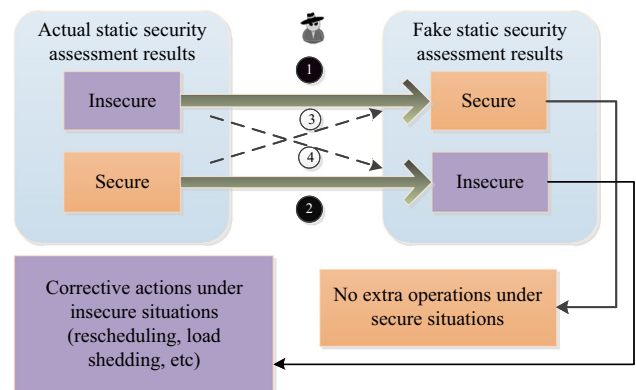 Actual static security
assessment results
Fake static security
assessment results
1
Insecure
Secure
3
4
Secure
Insecure
2
Corrective actions under
insecure situations
(rescheduling, load
shedding, etc)
No extra operations under
secure situations